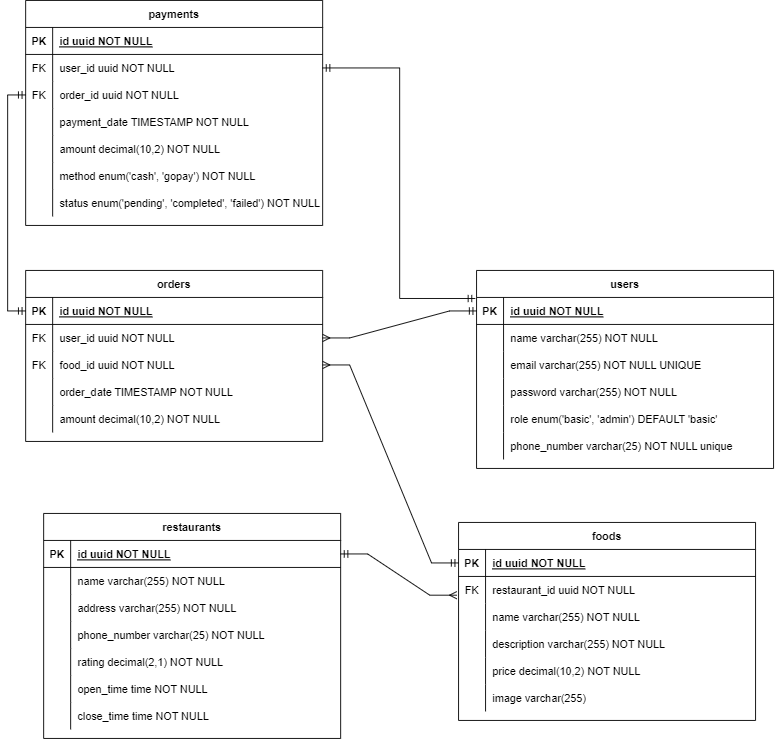 payments
PK id uuid NOT NULL
FK user_id uuid NOT NULL
FK order_id uuid NOT NULL
payment_date TIMESTAMP NOT NULL
amount decimal(10,2) NOT NULL
method enum('cash', 'gopay') NOT NULL
status enum('pending', 'completed', 'failed') NOT NULL
orders
PK id uuid NOT NULL
FK user_id uuid NOT NULL
FK food_id uuid NOT NULL
order_date TIMESTAMP NOT NULL
amount decimal(10,2) NOT NULL
users
PK id uuid NOT NULL
name varchar(255) NOT NULL
email varchar(255) NOT NULL UNIQUE
password varchar(255) NOT NULL
role enum('basic', 'admin') DEFAULT 'basic'
phone_number varchar(25) NOT NULL unique
restaurants
PK id uuid NOT NULL
name varchar(255) NOT NULL
address varchar(255) NOT NULL
phone_number varchar(25) NOT NULL
rating decimal(2,1) NOT NULL
open_time time NOT NULL
close_time time NOT NULL
foods
PK id uuid NOT NULL
FK restaurant_id uuid NOT NULL
name varchar(255) NOT NULL
description varchar(255) NOT NULL
price decimal(10,2) NOT NULL
image varchar(255)